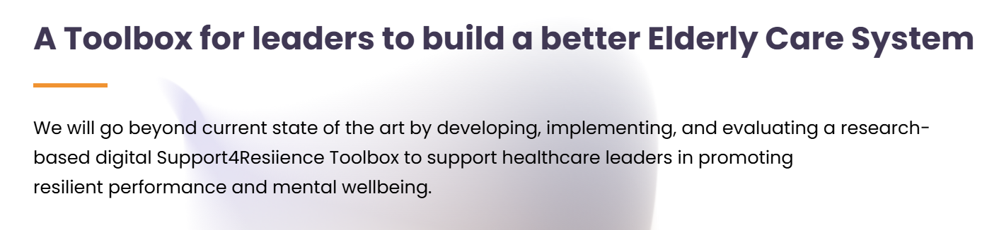 A Toolbox for leaders to build a better Elderly Care System
We will go beyond current state of the art by developing, implementing, and evaluating a research-
based digital Support4Resiience Toolbox to support healthcare leaders in promoting
resilient performance and mental wellbeing.